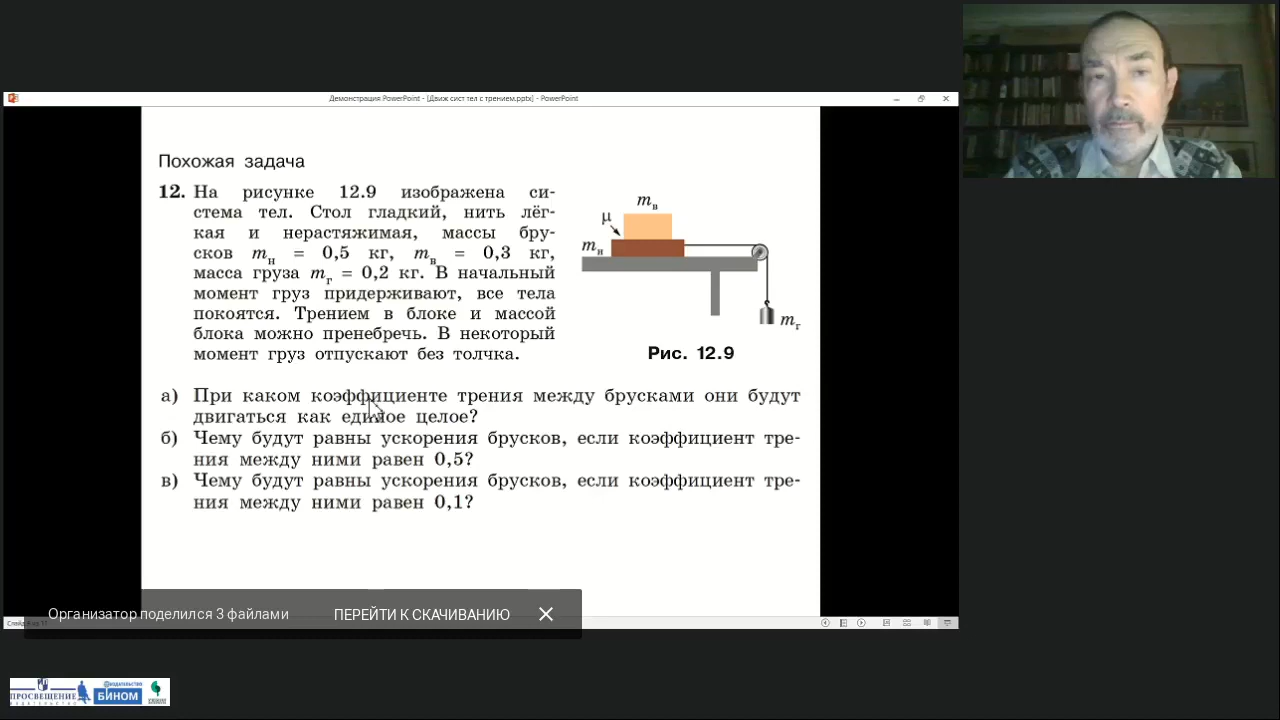 Демонстрация PowerPoint - [Движ сист тел с трением.pptx] - PowerPoint
Похожая задача
12. На рисунке 12.9 изображена си-
стема тел. Стол гладкий, нить лёг-
кая и нерастяжимая, массы бру-
сков mн = 0,5 кг, mв = 0,3 кг,
масса груза mг = 0,2 кг. В начальный
момент груз придерживают, все тела
покоятся. Трением в блоке и массой
блока можно пренебречь. В некоторый
момент груз отпускают без толчка.
mв
μ
mн
mг
Рис. 12.9
а) При каком коэффициенте трения между брусками они будут
двигаться как единое целое?
б) Чему будут равны ускорения брусков, если коэффициент тре-
ния между ними равен 0,5?
в) Чему будут равны ускорения брусков, если коэффициент тре-
ния между ними равен 0,1?
Организатор поделился 3 файлами ПЕРЕЙТИ К СКАЧИВАНИЮ
ПРОСВЕЩЕНИЕ
ИЗДАТЕЛЬСТВО
БИНОМ